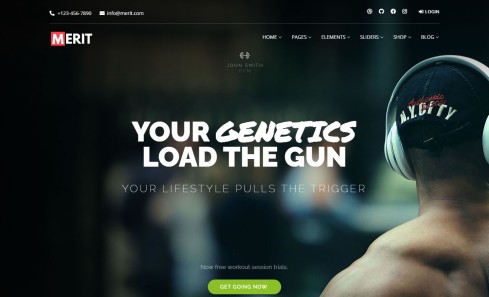 +123-456-7890 info@merit.com LOGIN
MERIT HOME PAGES ELEMENTS SLIDERS SHOP BLOG
JOHN SMITH
YOUR GENETICS
LOAD THE GUN
YOUR LIFESTYLE PULLS THE TRIGGER
Now free workout session trials.
GET GOING NOW
N.Y. CITY